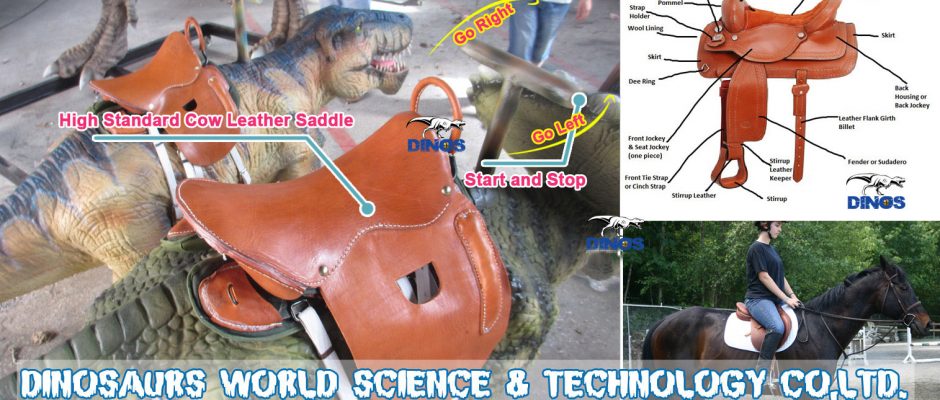 Go Right
High Standard Cow Leather Saddle
DINOS
Go Left
Start and Stop
Pommel
Strap
Holder
Wool Lining
Skirt
Dee Ring
Front Jockey
& Seat Jockey
(one piece)
Front Tie Strap
or Cinch Strap
Stirrup Leather
Skirt
Back
Housing or
Back Jockey
Leather Flank Girth
Billet
Fender or Sudadero
Stirrup
Leather
Keeper
Stirrup
DINOS
DINOS
DINOSAURS WORLD SCIENCE & TECHNOLOGY CO,LTD.